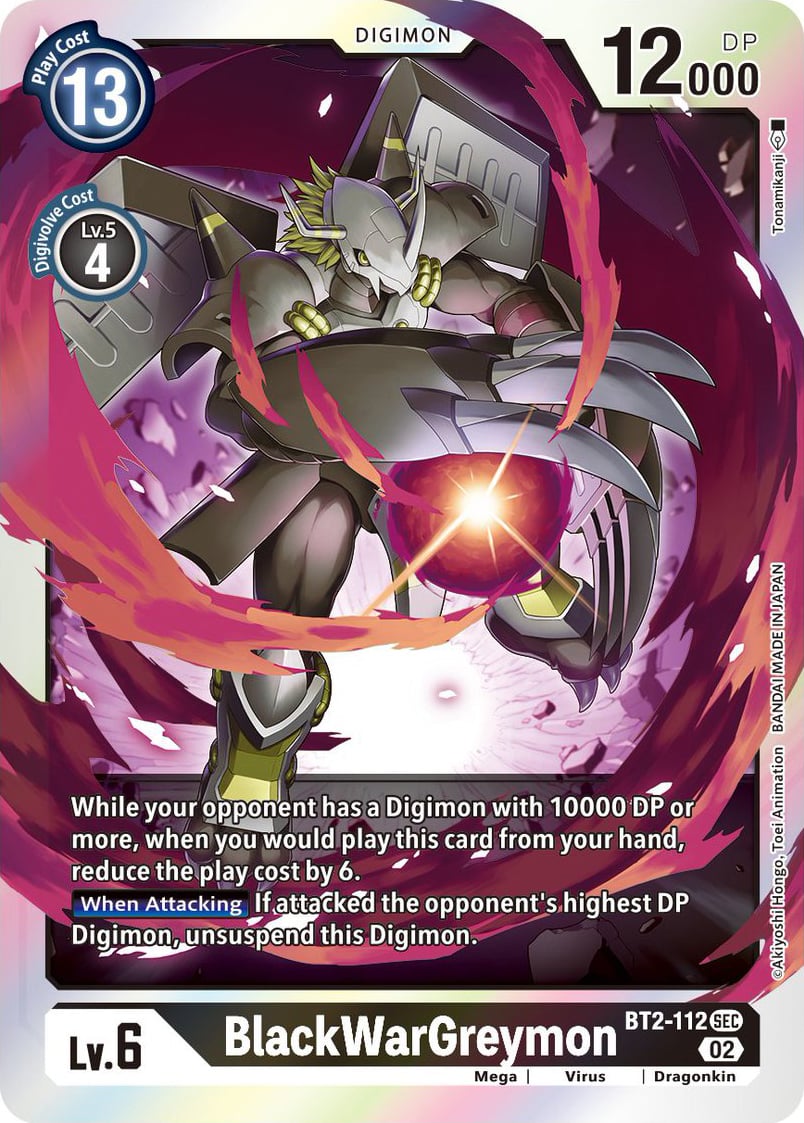 DIGIMON
Play Cost
13
12000
DP
Digivolve Cost
Lv.5
4
Tonamikanji
While your opponent has a Digimon with 10000 DP or
more, when you would play this card from your hand,
reduce the play cost by 6.
When Attacking If attacked the opponent's highest DP
Digimon, unsuspend this Digimon.
©Akiyoshi Hongo, Toei Animation BANDAI MADE IN JAPAN
Lv.6
BlackWarGreymon
BT2-112 SEC
02
Mega | Virus | Dragonkin